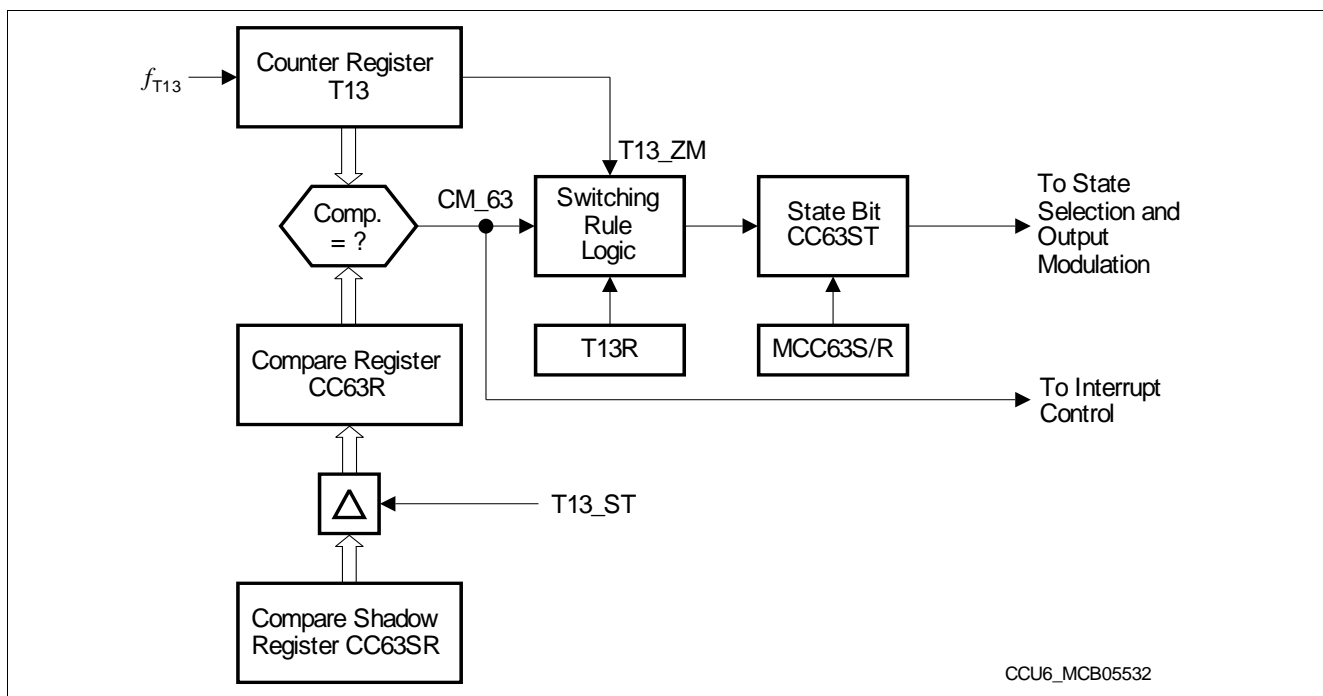 Counter Register
T13
fT13
T13_ZM
CM_63
Comp.
= ?
Switching
Rule
Logic
State Bit
CC63ST
To State
Selection and
Output
Modulation
Compare Register
CC63R
T13R
MCC63S/R
To Interrupt
Control
△
T13_ST
Compare Shadow
Register CC63SR
CCU6_MCB05532